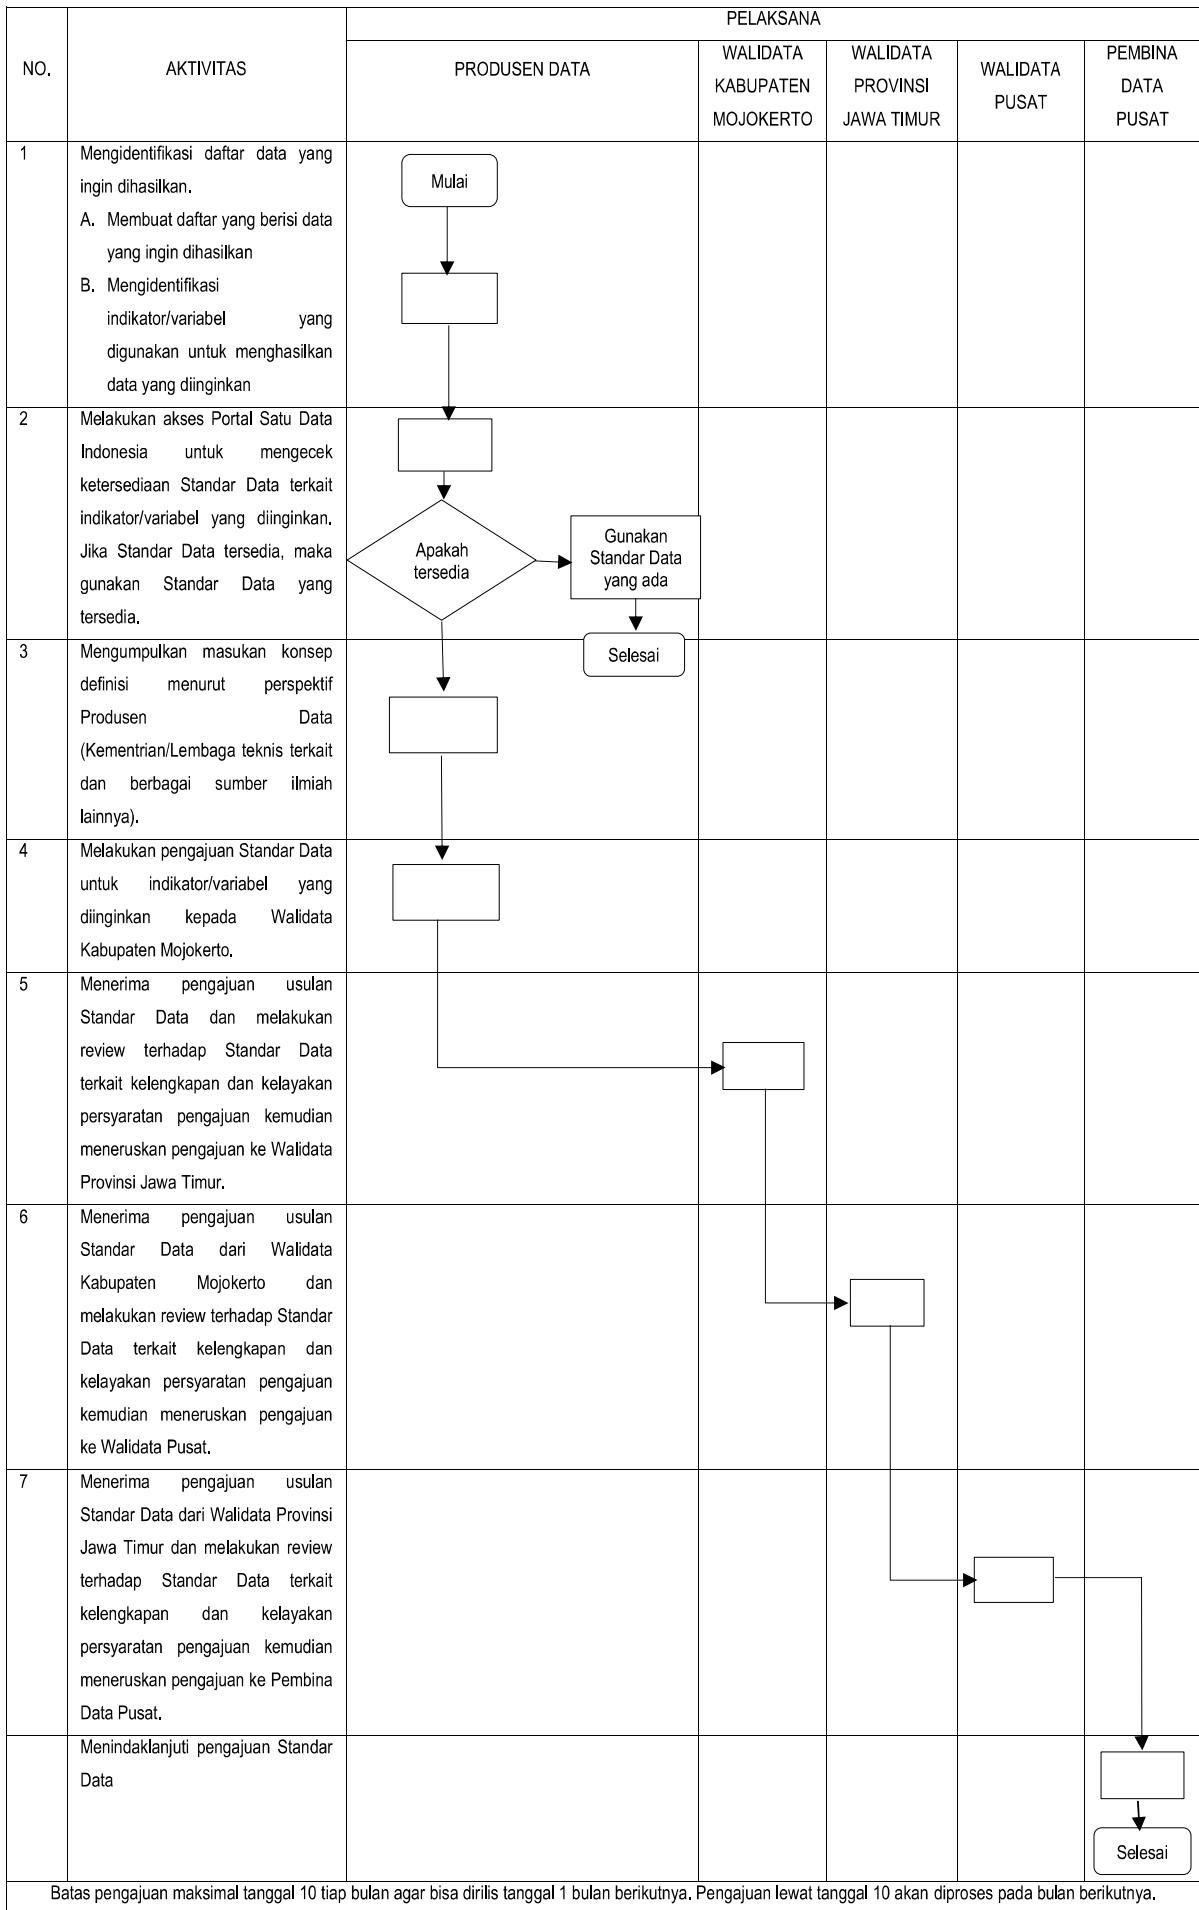 PELAKSANA
NO.
AKTIVITAS
PRODUSEN DATA
WALIDATA
KABUPATEN
MOJOKERTO
WALIDATA
PROVINSI
JAWA TIMUR
WALIDATA
PUSAT
PEMBINA
DATA
PUSAT
1
Mengidentifikasi daftar data yang
ingin dihasilkan.
A. Membuat daftar yang berisi data
yang ingin dihasilkan
B. Mengidentifikasi
indikator/variabel yang
digunakan untuk menghasilkan
data yang diinginkan
Mulai
2
Melakukan akses Portal Satu Data
Indonesia untuk mengecek
ketersediaan Standar Data terkait
indikator/variabel yang diinginkan.
Jika Standar Data tersedia, maka
gunakan Standar Data yang
tersedia.
Apakah
tersedia
Gunakan
Standar Data
yang ada
Selesai
3
Mengumpulkan masukan konsep
definisi menurut perspektif
Produsen Data
(Kementrian/Lembaga teknis terkait
dan berbagai sumber ilmiah
lainnya).
4
Melakukan pengajuan Standar Data
untuk indikator/variabel yang
diinginkan kepada Walidata
Kabupaten Mojokerto.
5
Menerima pengajuan usulan
Standar Data dan melakukan
review terhadap Standar Data
terkait kelengkapan dan kelayakan
persyaratan pengajuan kemudian
meneruskan pengajuan ke Walidata
Provinsi Jawa Timur.
6
Menerima pengajuan usulan
Standar Data dari Walidata
Kabupaten Mojokerto dan
melakukan review terhadap Standar
Data terkait kelengkapan dan
kelayakan persyaratan pengajuan
kemudian meneruskan pengajuan
ke Walidata Pusat.
7
Menerima pengajuan usulan
Standar Data dari Walidata Provinsi
Jawa Timur dan melakukan review
terhadap Standar Data terkait
kelengkapan dan kelayakan
persyaratan pengajuan kemudian
meneruskan pengajuan ke Pembina
Data Pusat.
Menindaklanjuti pengajuan Standar
Data
Selesai
Batas pengajuan maksimal tanggal 10 tiap bulan agar bisa dirilis tanggal 1 bulan berikutnya. Pengajuan lewat tanggal 10 akan diproses pada bulan berikutnya.